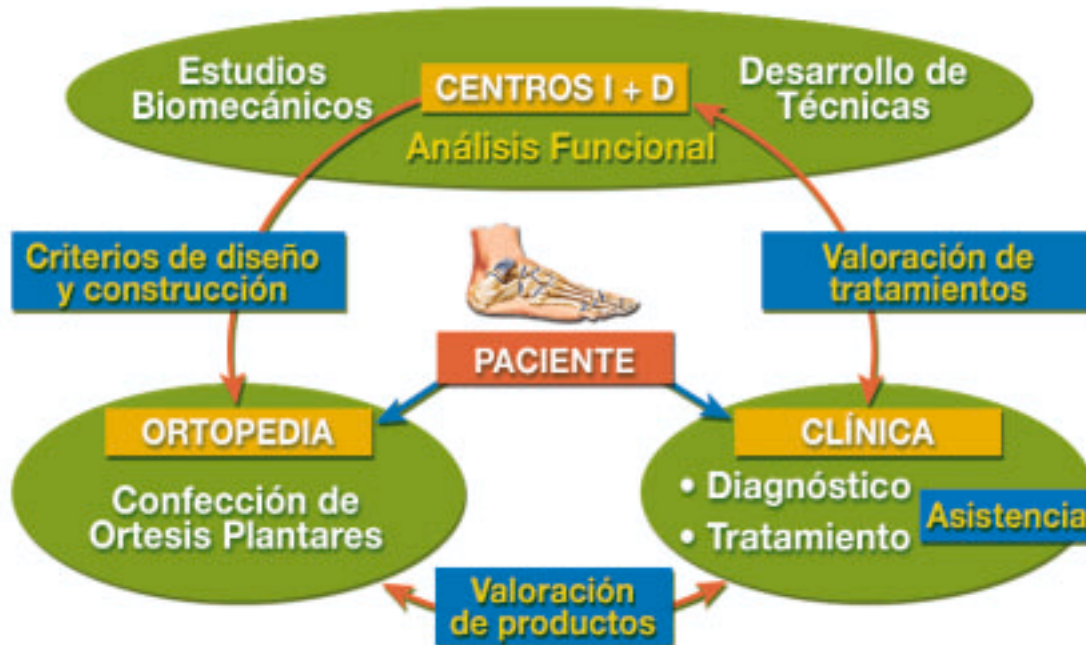 Estudios
Biomecánicos
CENTROS I + D
Desarrollo de
Técnicas
Análisis Funcional
Criterios de diseño
y construcción
Valoración de
tratamientos
PACIENTE
ORTOPEDIA
Confección de
Ortesis Plantares
CLÍNICA
• Diagnóstico
• Tratamiento
Asistencia
Valoración
de productos